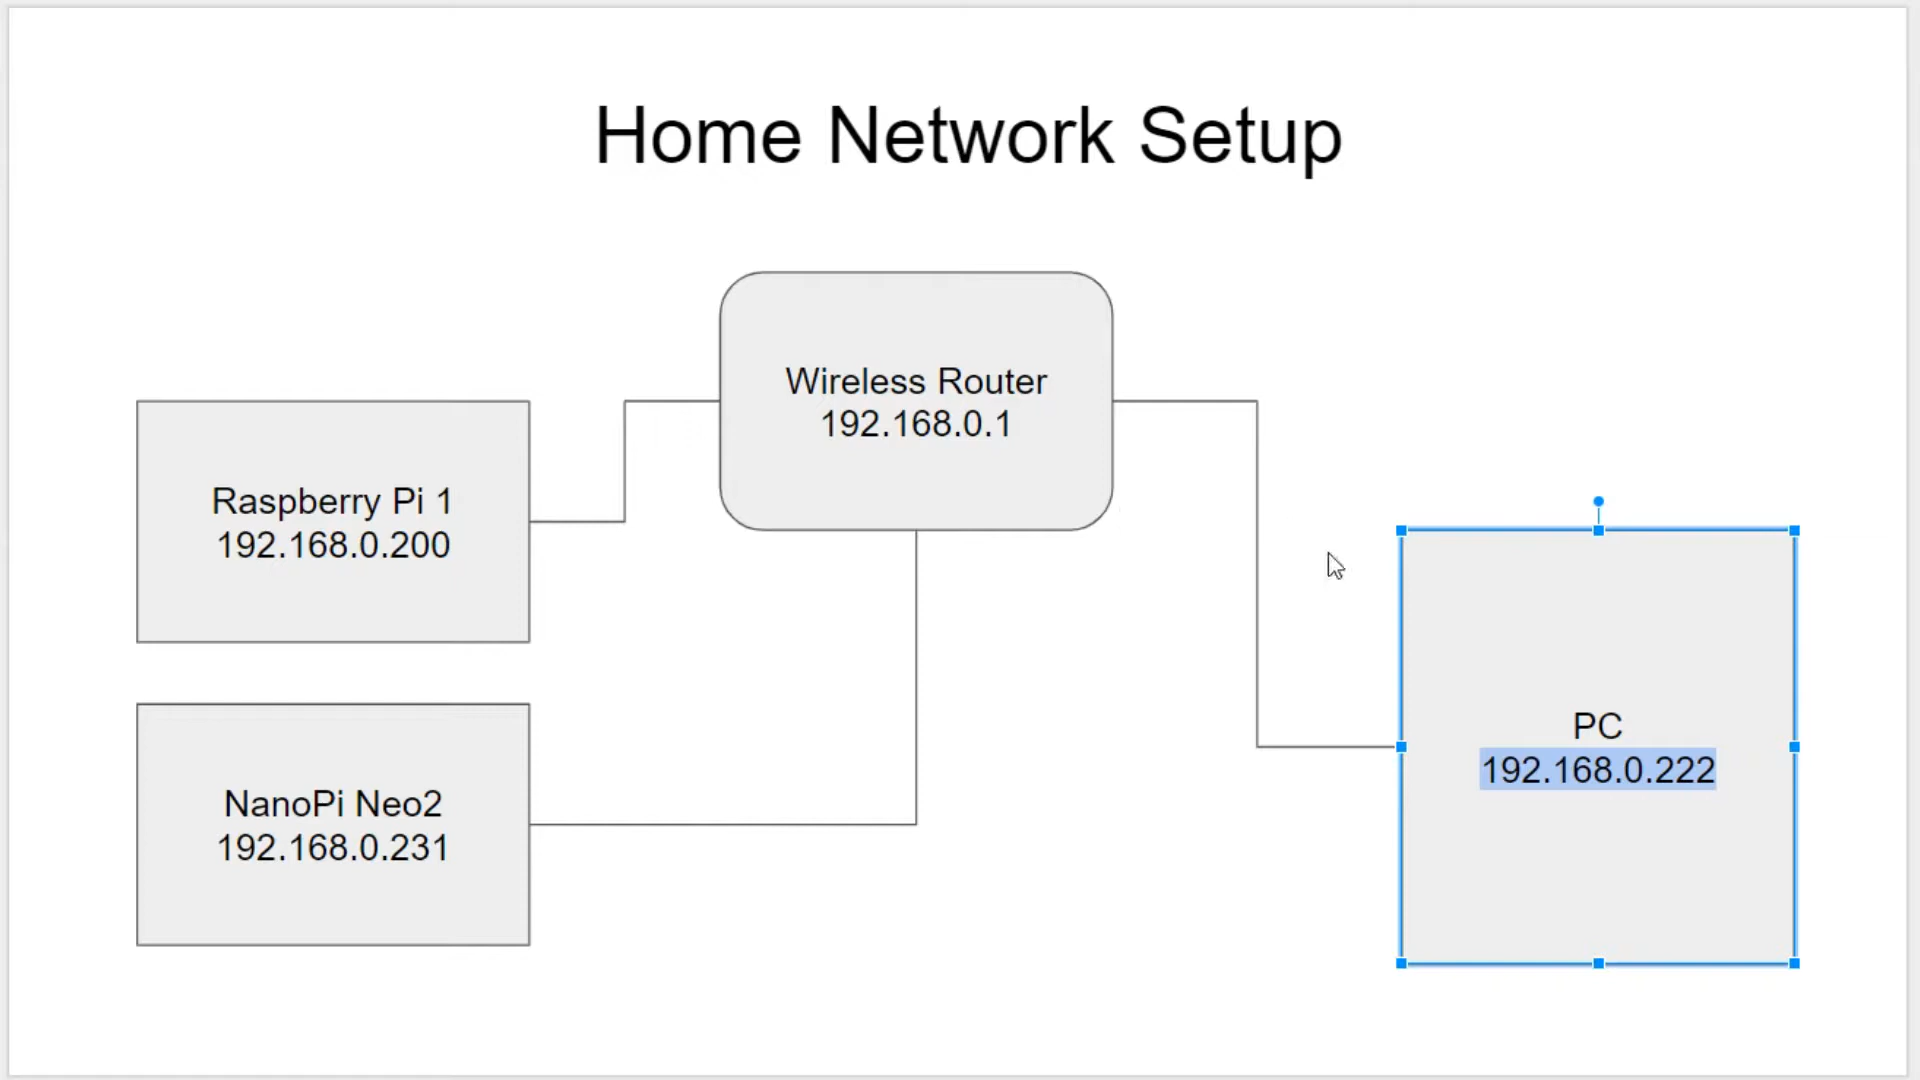 Home Network Setup
Wireless Router
192.168.0.1
Raspberry Pi 1
192.168.0.200
NanoPi Neo2
192.168.0.231
PC
192.168.0.222